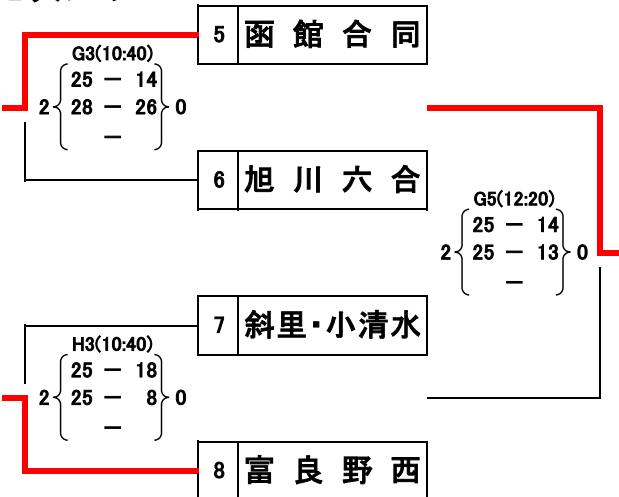 5 函館合同
G3(10:40)
25 ー 14
2 28 ー 26 0
ー
6 旭川六合
G5(12:20)
25 ー 14
2 25 ー 13 0
ー
7 斜里・小清水
H3(10:40)
25 ー 18
2 25 ー 8 0
ー
8 富良野西